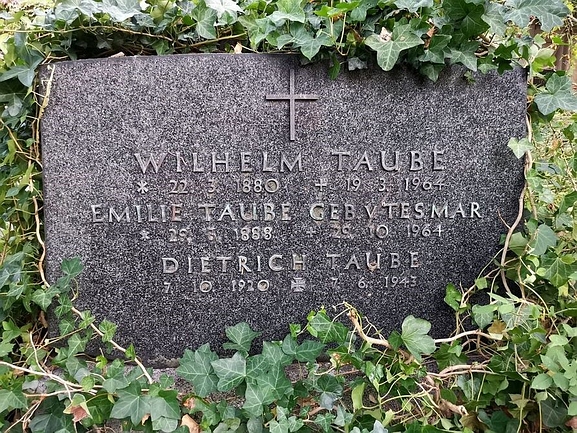 WILHELM TAUBE
* 22. 3. 1880 + 19. 3. 1964
EMILIE TAUBE GEB. V. TESMAR
* 29. 5. 1888 + 29. 10. 1964
DIETRICH TAUBE
7. 10. 1920 ✠ 7. 6. 1943